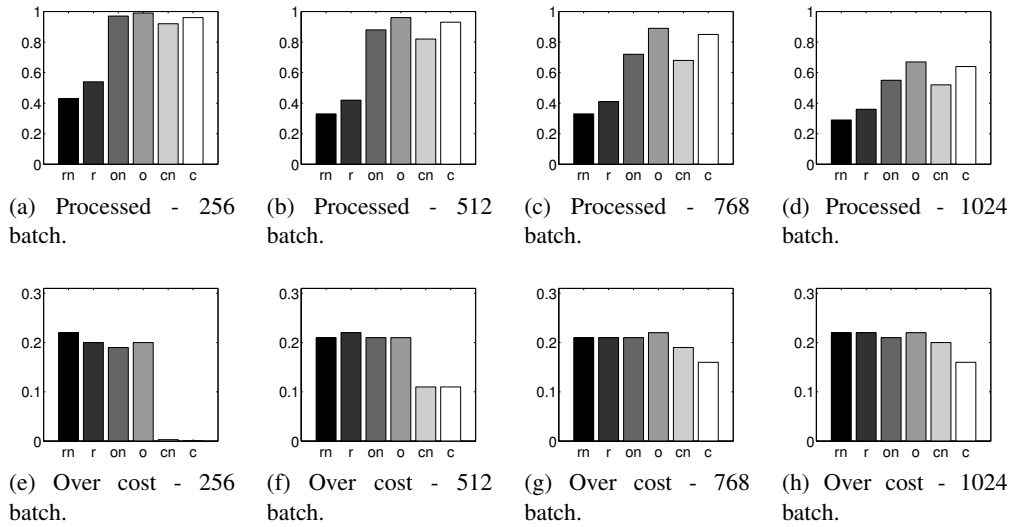 1
0.8
0.6
0.4
0.2
0
rn r on o cn c
(a) Processed - 256
batch.
1
0.8
0.6
0.4
0.2
0
rn r on o cn c
(b) Processed - 512
batch.
1
0.8
0.6
0.4
0.2
0
rn r on o cn c
(c) Processed - 768
batch.
1
0.8
0.6
0.4
0.2
0
rn r on o cn c
(d) Processed - 1024
batch.
0.3
0.2
0.1
0
rn r on o cn c
(e) Over cost - 256
batch.
0.3
0.2
0.1
0
rn r on o cn c
(f) Over cost - 512
batch.
0.3
0.2
0.1
0
rn r on o cn c
(g) Over cost - 768
batch.
0.3
0.2
0.1
0
rn r on o cn c
(h) Over cost - 1024
batch.